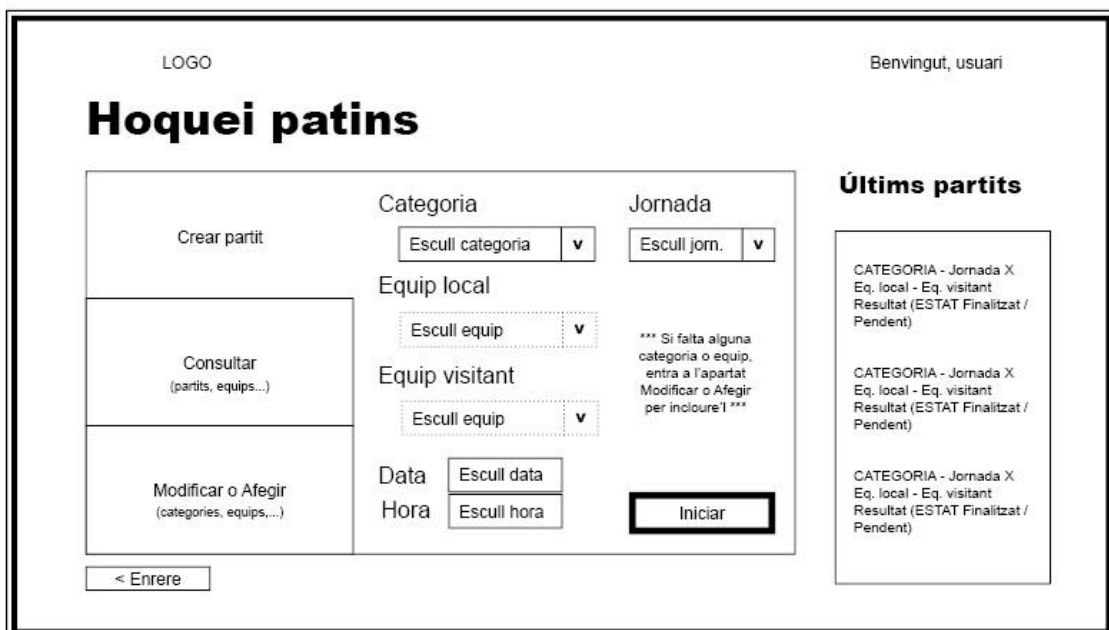 LOGO
Benvingut, usuari
Hoquei patins
Crear partit
Consultar
(partits, equips...)
Modificar o Afegir
(categories, equips,...)
Categoria
Escull categoria v
Jornada
Escull jorn. v
Equip local
Escull equip v
Equip visitant
Escull equip v
*** Si falta alguna
categoria o equip,
entra a l'apartat
Modificar o Afegir
per incloure'l ***
Data Escull data
Hora Escull hora
Iniciar
< Enrere
Últims partits
CATEGORIA - Jornada X
Eq. local - Eq. visitant
Resultat (ESTAT Finalitzat /
Pendent)
CATEGORIA - Jornada X
Eq. local - Eq. visitant
Resultat (ESTAT Finalitzat /
Pendent)
CATEGORIA - Jornada X
Eq. local - Eq. visitant
Resultat (ESTAT Finalitzat /
Pendent)